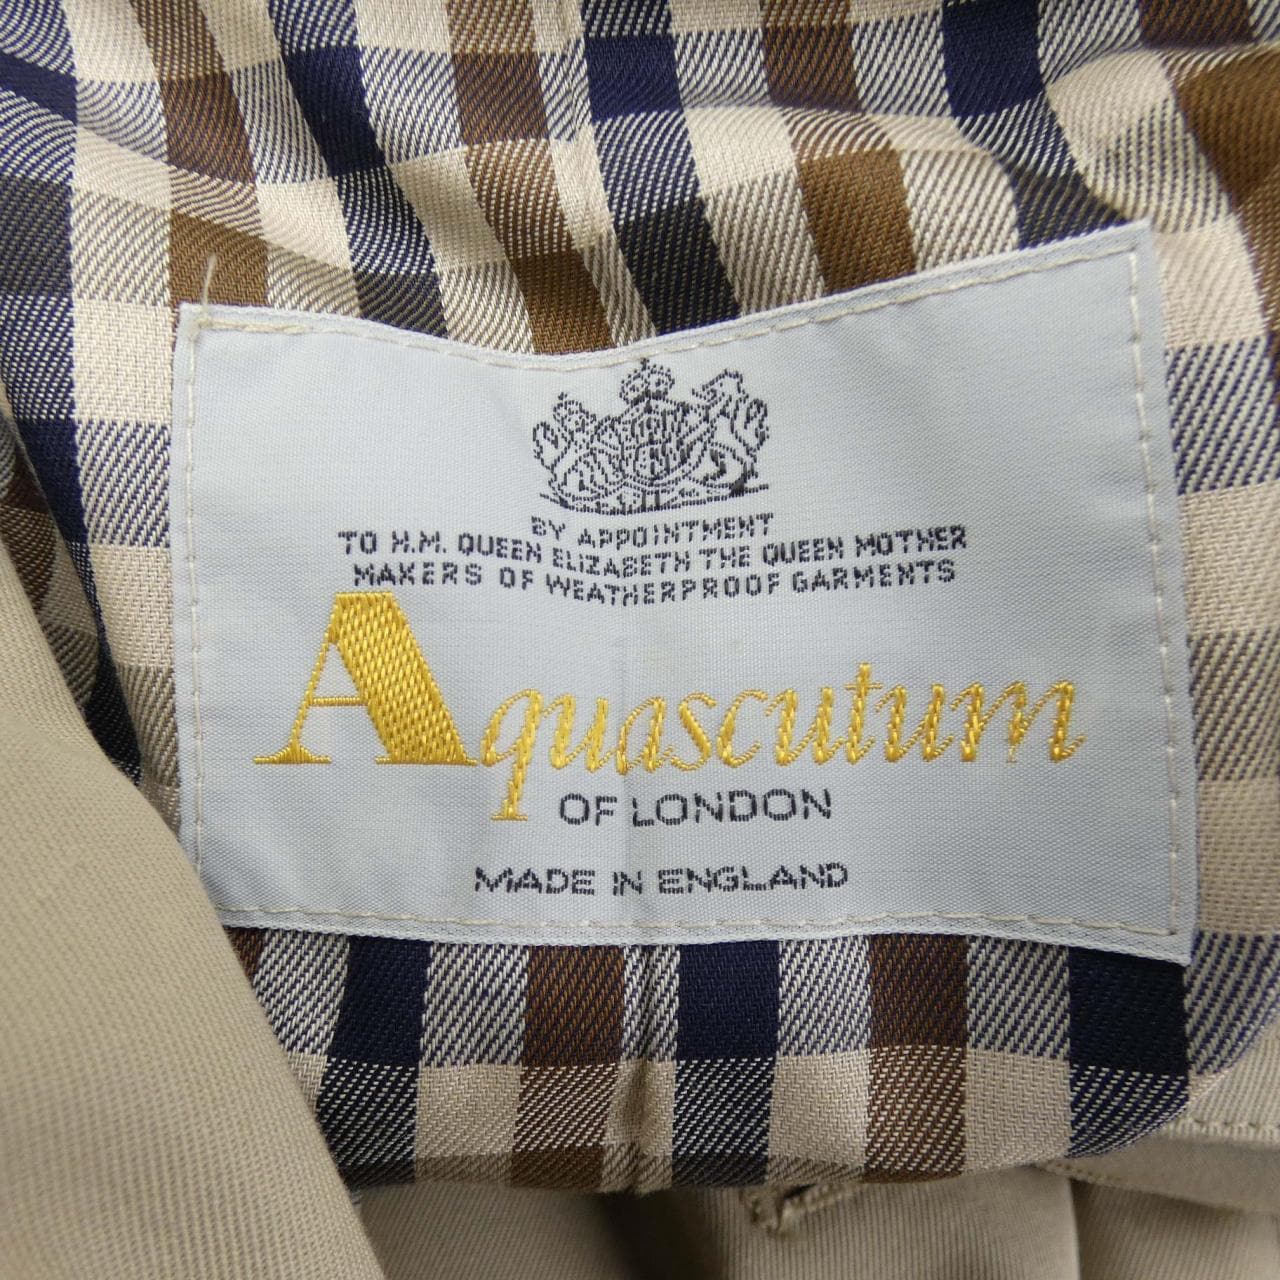 BY APPOINTMENT
TO H.M. QUEEN ELIZABETH THE QUEEN MOTHER
MAKERS OF WEATHERPROOF GARMENTS
Aquascutum
OF LONDON
MADE IN ENGLAND